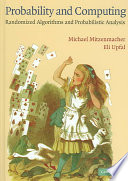 Michael Mitzenmacher
Eli Upfal
Probability and Computing
Randomized Algorithms and Probabilistic Analysis